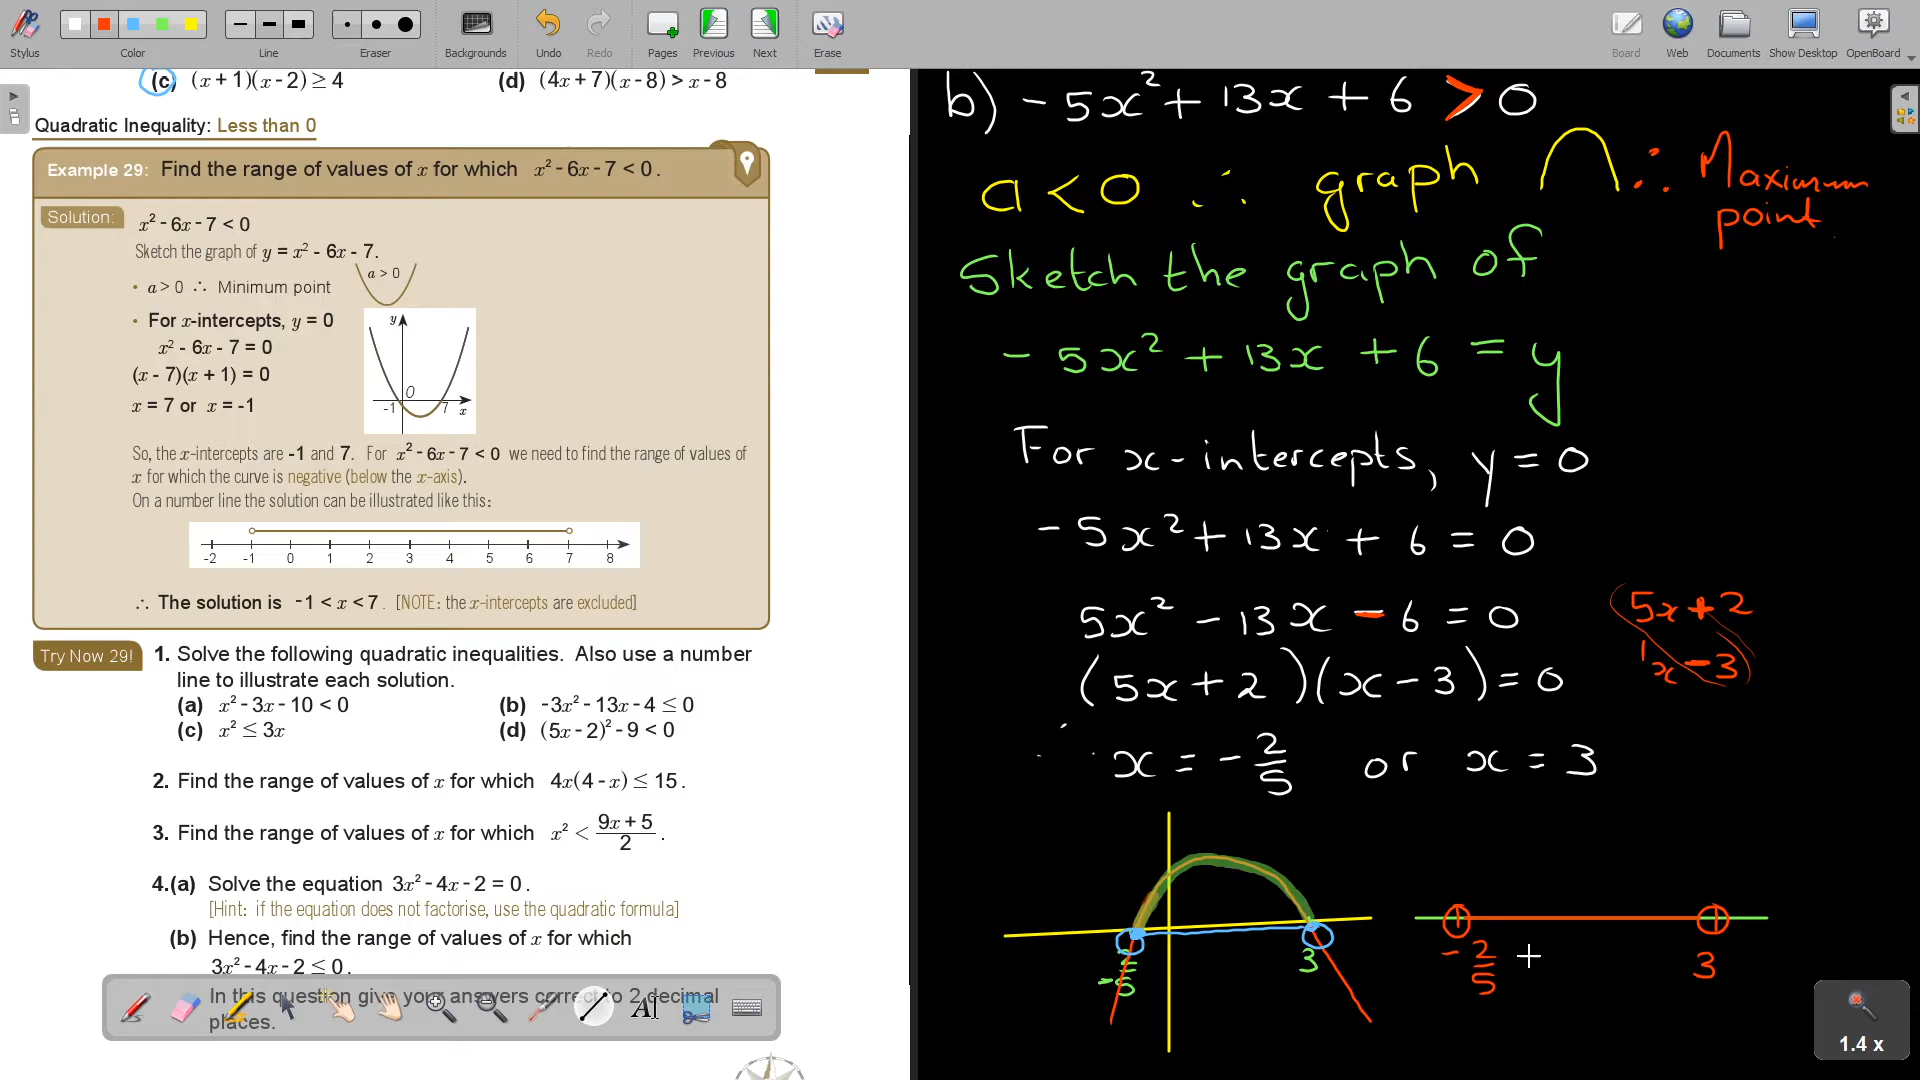 Stylus
Color
Line
Eraser
Backgrounds
Undo
Redo
Pages
Previous
Next
Erase
Board
Web
Documents
Show Desktop
OpenBoard
(c) (x + 1)(x - 2) ≥ 4
(d) (4x + 7)(x - 8) > x - 8
Quadratic Inequality: Less than 0
Example 29: Find the range of values of x for which x² - 6x - 7 < 0.
Solution:
x² - 6x - 7 < 0
Sketch the graph of y = x² - 6x - 7.
a > 0
• a > 0 ∴ Minimum point
• For x-intercepts, y = 0
x² - 6x - 7 = 0
(x - 7)(x + 1) = 0
x = 7 or x = -1
y
O
-1 7 x
So, the x-intercepts are -1 and 7. For x² - 6x - 7 < 0 we need to find the range of values of
x for which the curve is negative (below the x-axis).
On a number line the solution can be illustrated like this:
-2 -1 0 1 2 3 4 5 6 7 8
∴ The solution is -1 < x < 7. [NOTE: the x-intercepts are excluded]
Try Now 29!
1. Solve the following quadratic inequalities. Also use a number
line to illustrate each solution.
(a) x² - 3x - 10 < 0
(b) -3x² - 13x - 4 ≤ 0
(c) x² ≤ 3x
(d) (5x - 2)² - 9 < 0
2. Find the range of values of x for which 4x(4 - x) ≤ 15.
3. Find the range of values of x for which x² < (9x + 5)/2.
4.(a) Solve the equation 3x² - 4x - 2 = 0.
[Hint: if the equation does not factorise, use the quadratic formula]
(b) Hence, find the range of values of x for which
3x² - 4x - 2 ≤ 0.
In this question give your answers correct to 2 decimal
places.
b) -5x² + 13x + 6 > 0
a < 0 ∴ graph ∴ Maximum
point
Sketch the graph of
-5x² + 13x + 6 = y
For x-intercepts, y = 0
-5x² + 13x + 6 = 0
5x² - 13x - 6 = 0
5x + 2
1x - 3
(5x + 2)(x - 3) = 0
∴ x = -2/5 or x = 3
-2/5
3
-2/5
3
1.4 x